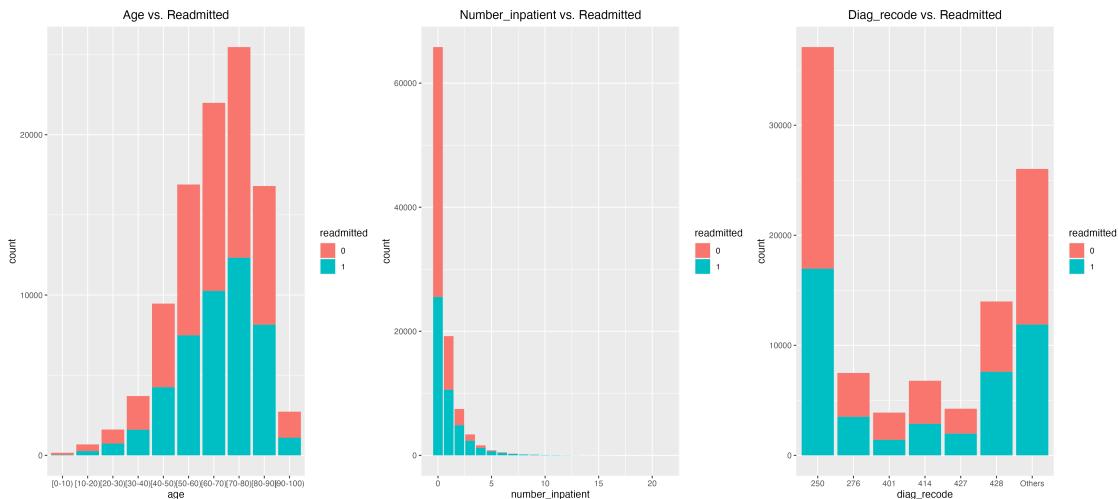 Age vs. Readmitted
count
20000
10000
0
[0-10) [10-20) [20-30) [30-40) [40-50) [50-60) [60-70) [70-80) [80-90) [90-100)
age
readmitted
0
1
Number_inpatient vs. Readmitted
count
60000
40000
20000
0
0 5 10 15 20
number_inpatient
readmitted
0
1
Diag_recode vs. Readmitted
count
30000
20000
10000
0
250 276 401 414 427 428 Others
diag_recode
readmitted
0
1